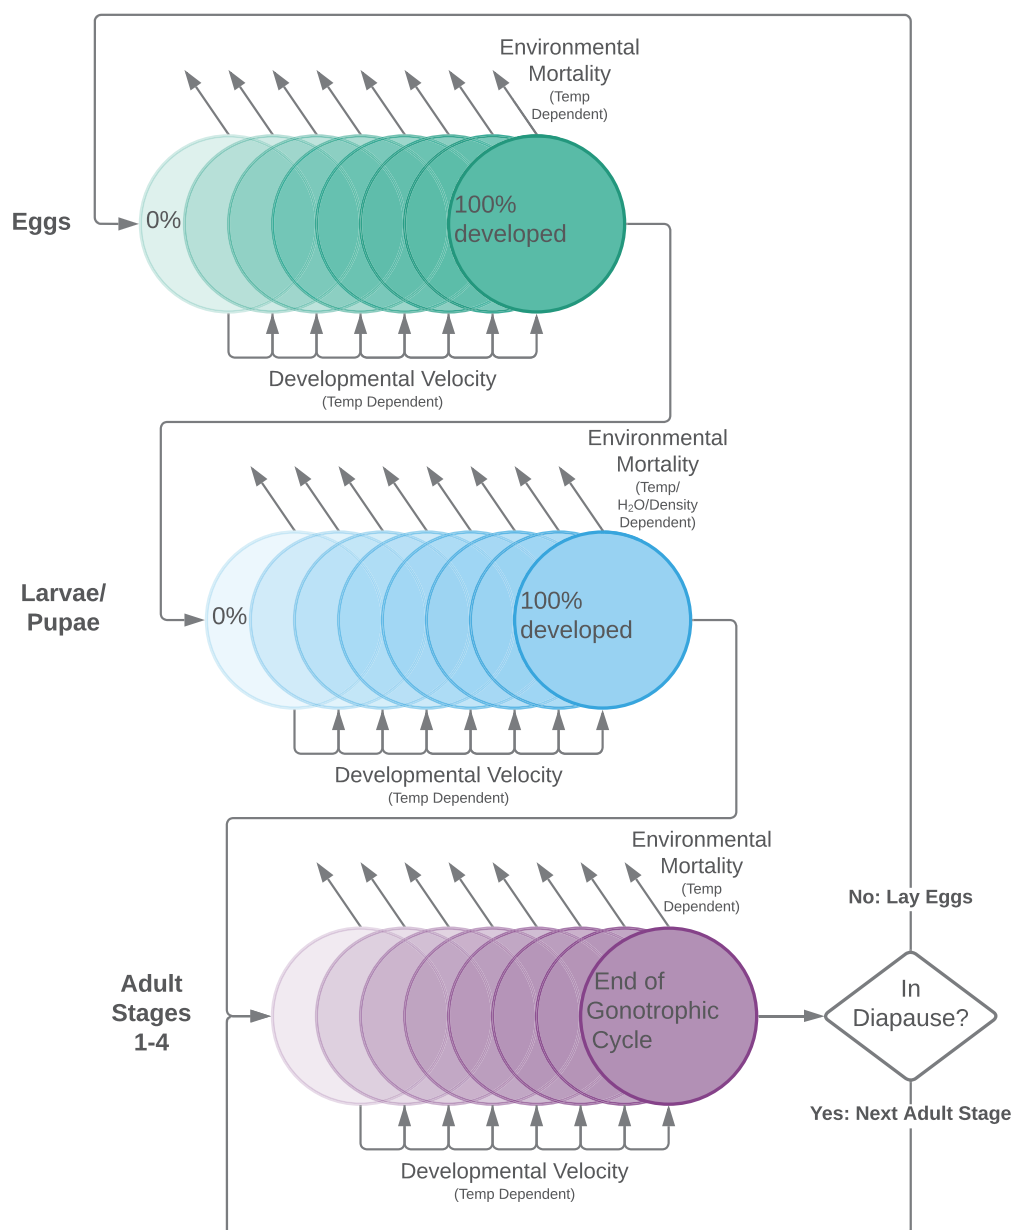 Environmental
Mortality
(Temp
Dependent)
Eggs
0%
100%
developed
Developmental Velocity
(Temp Dependent)
Environmental
Mortality
(Temp/
H₂O/Density
Dependent)
Larvae/
Pupae
0%
100%
developed
Developmental Velocity
(Temp Dependent)
Environmental
Mortality
(Temp
Dependent)
No: Lay Eggs
Adult
Stages
1-4
End of
Gonotrophic
Cycle
In
Diapause?
Yes: Next Adult Stage
Developmental Velocity
(Temp Dependent)